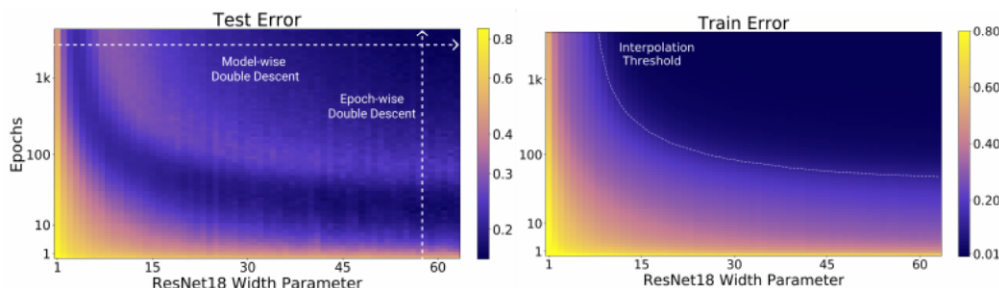 Test Error
Train Error
Model-wise
Double Descent
Epoch-wise
Double Descent
Epochs
1k
100
10
1
1
15
30
45
60
ResNet18 Width Parameter
0.8
0.6
0.4
0.3
0.2
Interpolation
Threshold
1k
100
10
1
1
15
30
45
60
ResNet18 Width Parameter
0.80
0.60
0.40
0.20
0.01